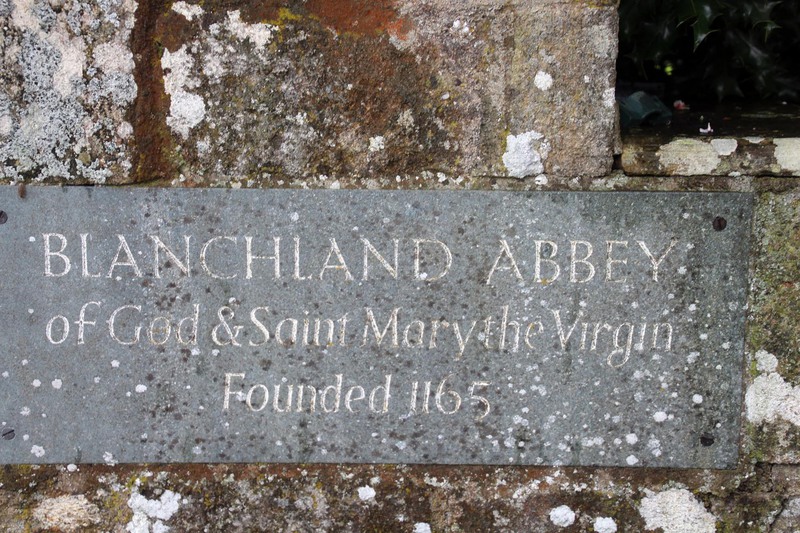 BLANCHLAND ABBEY
of God & Saint Mary the Virgin
Founded 1165